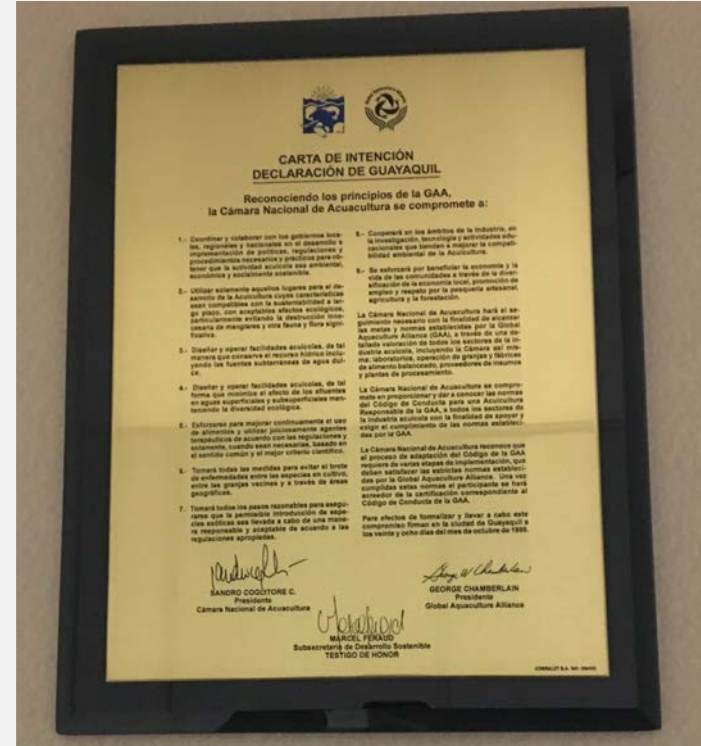 CARTA DE INTENCIÓN
DECLARACIÓN DE GUAYAQUIL
Reconociendo los principios de la GAA,
la Cámara Nacional de Acuacultura se compromete a:
1.- Coordinar y colaborar con los gobiernos loca-
les, regionales y nacionales en el desarrollo e
implementación de políticas, regulaciones y
procedimientos necesarios y prácticos para ob-
tener que la actividad acuícola sea ambiental,
económica y socialmente sostenible.
2.- Utilizar solamente aquellos lugares para el de-
sarrollo de la Acuicultura cuyas características
sean compatibles con la sustentabilidad a lar-
go plazo, con aceptables efectos ecológicos,
particularmente evitando la destrucción inne-
cesaria de manglares y otra fauna y flora signi-
ficativa.
3.- Diseñar y operar facilidades acuícolas, de tal
manera que conserve el recurso hídrico inclu-
yendo las fuentes subterráneas de agua dul-
ce.
4.- Diseñar y operar facilidades acuícolas, de tal
forma que minimice el efecto de los efluentes
en aguas superficiales y subsuperficiales man-
teniendo la diversidad ecológica.
5.- Esforzarse para mejorar continuamente el uso
de alimentos y utilizar juiciosamente agentes
terapéuticos de acuerdo con las regulaciones y
solamente, cuando sean necesarias, basado en
el sentido común y el mejor criterio científico.
6.- Tomará todas las medidas para evitar el brote
de enfermedades entre las especies en cultivo,
entre las granjas vecinas y a través de áreas
geográficas.
7.- Tomará todos los pasos razonables para asegu-
rarse que la permisible introducción de espe-
cies exóticas sea llevada a cabo de una mane-
ra responsable y aceptable de acuerdo a las
regulaciones apropiadas.
8.- Cooperará en los ámbitos de la industria, en
la investigación, tecnología y actividades edu-
cacionales que tiendan a mejorar la compati-
bilidad ambiental de la Acuicultura.
9.- Se esforzará por beneficiar la economía y la
vida de las comunidades a través de la diver-
sificación de la economía local, promoción de
empleo y respeto por la pesquería artesanal,
agricultura y la forestación.
La Cámara Nacional de Acuacultura hará el se-
guimiento necesario con la finalidad de alcanzar
las metas y normas establecidas por la Global
Aquaculture Alliance (GAA), a través de una de-
tallada valoración de todos los sectores de la in-
dustria acuícola, incluyendo la Cámara así mis-
ma; laboratorios, operación de granjas y fábricas
de alimento balanceado, proveedores de insumos
y plantas de procesamiento.
La Cámara Nacional de Acuacultura se compro-
mete en proporcionar y dar a conocer las normas
del Código de Conducta para una Acuicultura
Responsable de la GAA, a todos los sectores de
la industria acuícola con la finalidad de apoyar y
exigir el cumplimiento de las normas estableci-
das por la GAA.
La Cámara Nacional de Acuacultura reconoce que
el proceso de adaptación del Código de la GAA
requiere de varias etapas de implementación, que
deben satisfacer las estrictas normas estableci-
das por la Global Aquaculture Alliance. Una vez
cumplidas estas normas el participante se hará
acreedor de la certificación correspondiente al
Código de Conducta de la GAA.
Para efectos de formalizar y llevar a cabo este
compromiso firman en la ciudad de Guayaquil a
los veinte y ocho días del mes de octubre de
SANDRO COGLITORE C.
Presidente
Cámara Nacional de Acuacultura
George W Chamberlain
GEORGE CHAMBERLAIN
Presidente
Global Aquaculture Alliance
MARCEL FERAUD
Subsecretario de Desarrollo Sostenible
TESTIGO DE HONOR